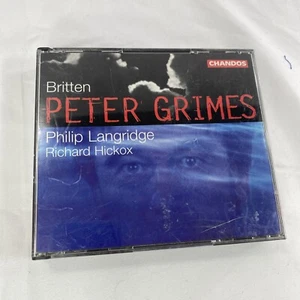 CHANDOS
Britten
PETER GRIMES
Philip Langridge
Richard Hickox